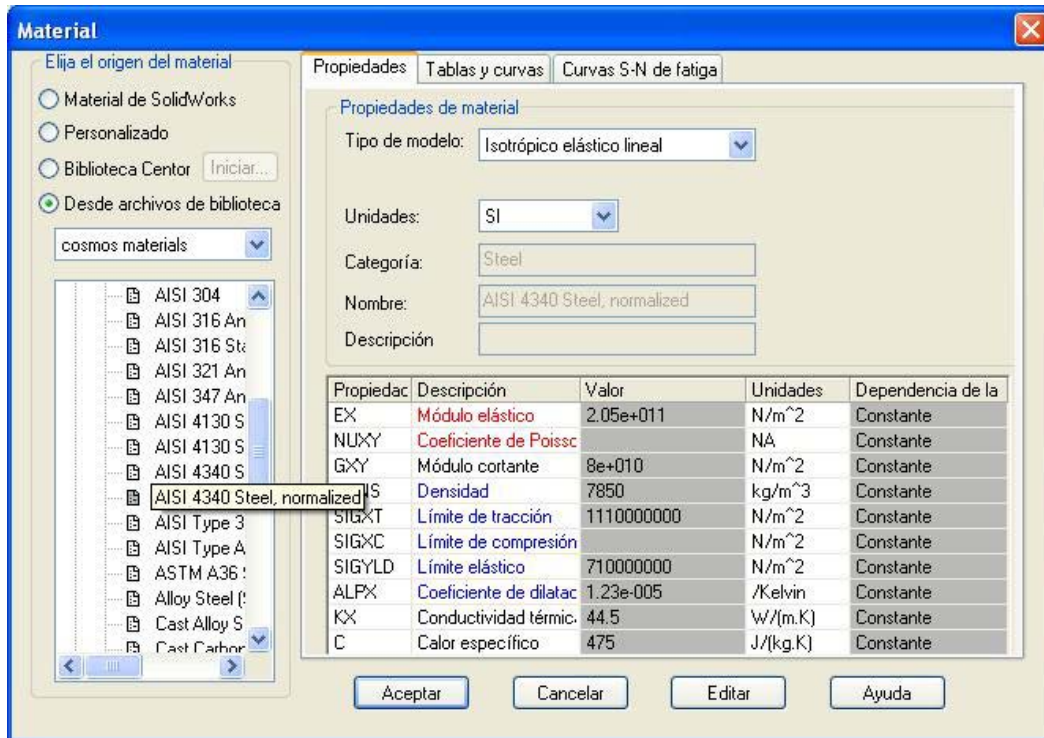 Material
Elija el origen del material
Material de SolidWorks
Personalizado
Biblioteca Centor Iniciar...
Desde archivos de biblioteca
cosmos materials
AISI 304
AISI 316 An
AISI 316 Sta
AISI 321 An
AISI 347 An
AISI 4130 S
AISI 4130 S
AISI 4340 S
AISI 4340 Steel, normalized
AISI Type 3
AISI Type A
ASTM A36
Alloy Steel (
Cast Alloy S
Cast Carbor
Propiedades Tablas y curvas Curvas S-N de fatiga
Propiedades de material
Tipo de modelo: Isotrópico elástico lineal
Unidades: SI
Categoría: Steel
Nombre: AISI 4340 Steel, normalized
Descripción
Propiedac Descripción Valor Unidades Dependencia de la
EX Módulo elástico 2.05e+011 N/m^2 Constante
NUXY Coeficiente de Poissc NA Constante
GXY Módulo cortante 8e+010 N/m^2 Constante
S Densidad 7850 kg/m^3 Constante
SIGXT Límite de tracción 1110000000 N/m^2 Constante
SIGXC Límite de compresión N/m^2 Constante
SIGYLD Límite elástico 710000000 N/m^2 Constante
ALPX Coeficiente de dilatac 1.23e-005 /Kelvin Constante
KX Conductividad térmic. 44.5 W/(m.K) Constante
C Calor específico 475 J/(kg.K) Constante
Aceptar Cancelar Editar Ayuda